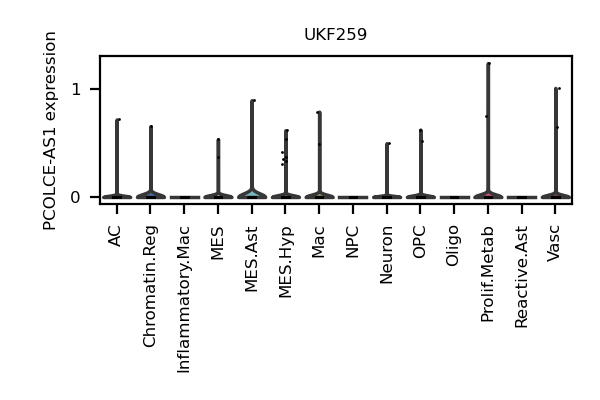 UKF259
PCOLCE-AS1 expression
1
0
AC
Chromatin.Reg
Inflammatory.Mac
MES
MES.Ast
MES.Hyp
Mac
NPC
Neuron
OPC
Oligo
Prolif.Metab
Reactive.Ast
Vasc